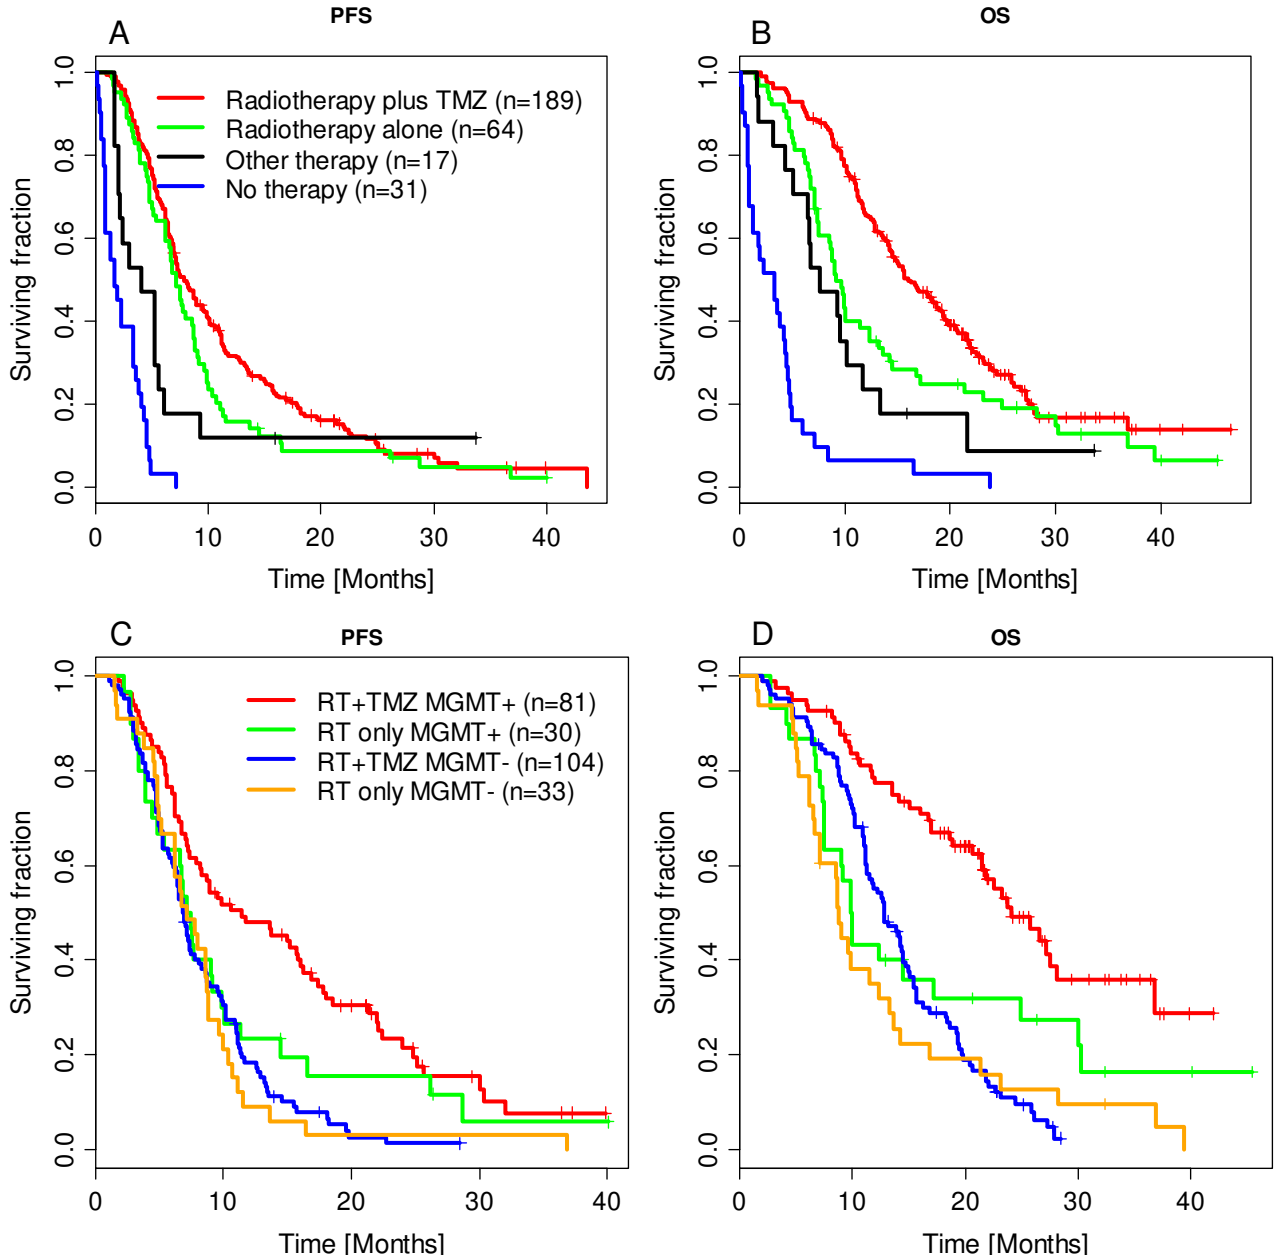 PFS
A
Surviving fraction
1.0
0.8
0.6
0.4
0.2
0.0
Radiotherapy plus TMZ (n=189)
Radiotherapy alone (n=64)
Other therapy (n=17)
No therapy (n=31)
0 10 20 30 40
Time [Months]
OS
B
Surviving fraction
1.0
0.8
0.6
0.4
0.2
0.0
0 10 20 30 40
Time [Months]
PFS
C
Surviving fraction
1.0
0.8
0.6
0.4
0.2
0.0
RT+TMZ MGMT+ (n=81)
RT only MGMT+ (n=30)
RT+TMZ MGMT- (n=104)
RT only MGMT- (n=33)
0 10 20 30 40
Time [Months]
OS
D
Surviving fraction
1.0
0.8
0.6
0.4
0.2
0.0
0 10 20 30 40
Time [Months]